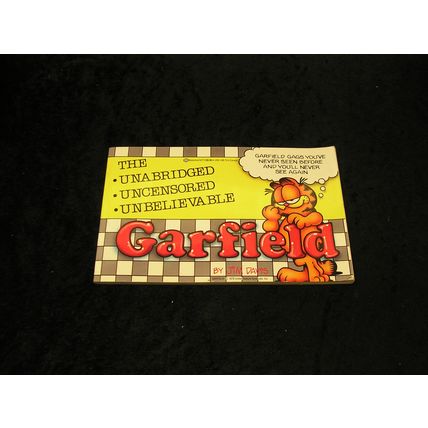 THE
• UNABRIDGED
• UNCENSORED
• UNBELIEVABLE
GARFIELD GAGS YOU'VE
NEVER SEEN BEFORE
AND YOU'LL NEVER
SEE AGAIN
Garfield
BY JIM DAVIS